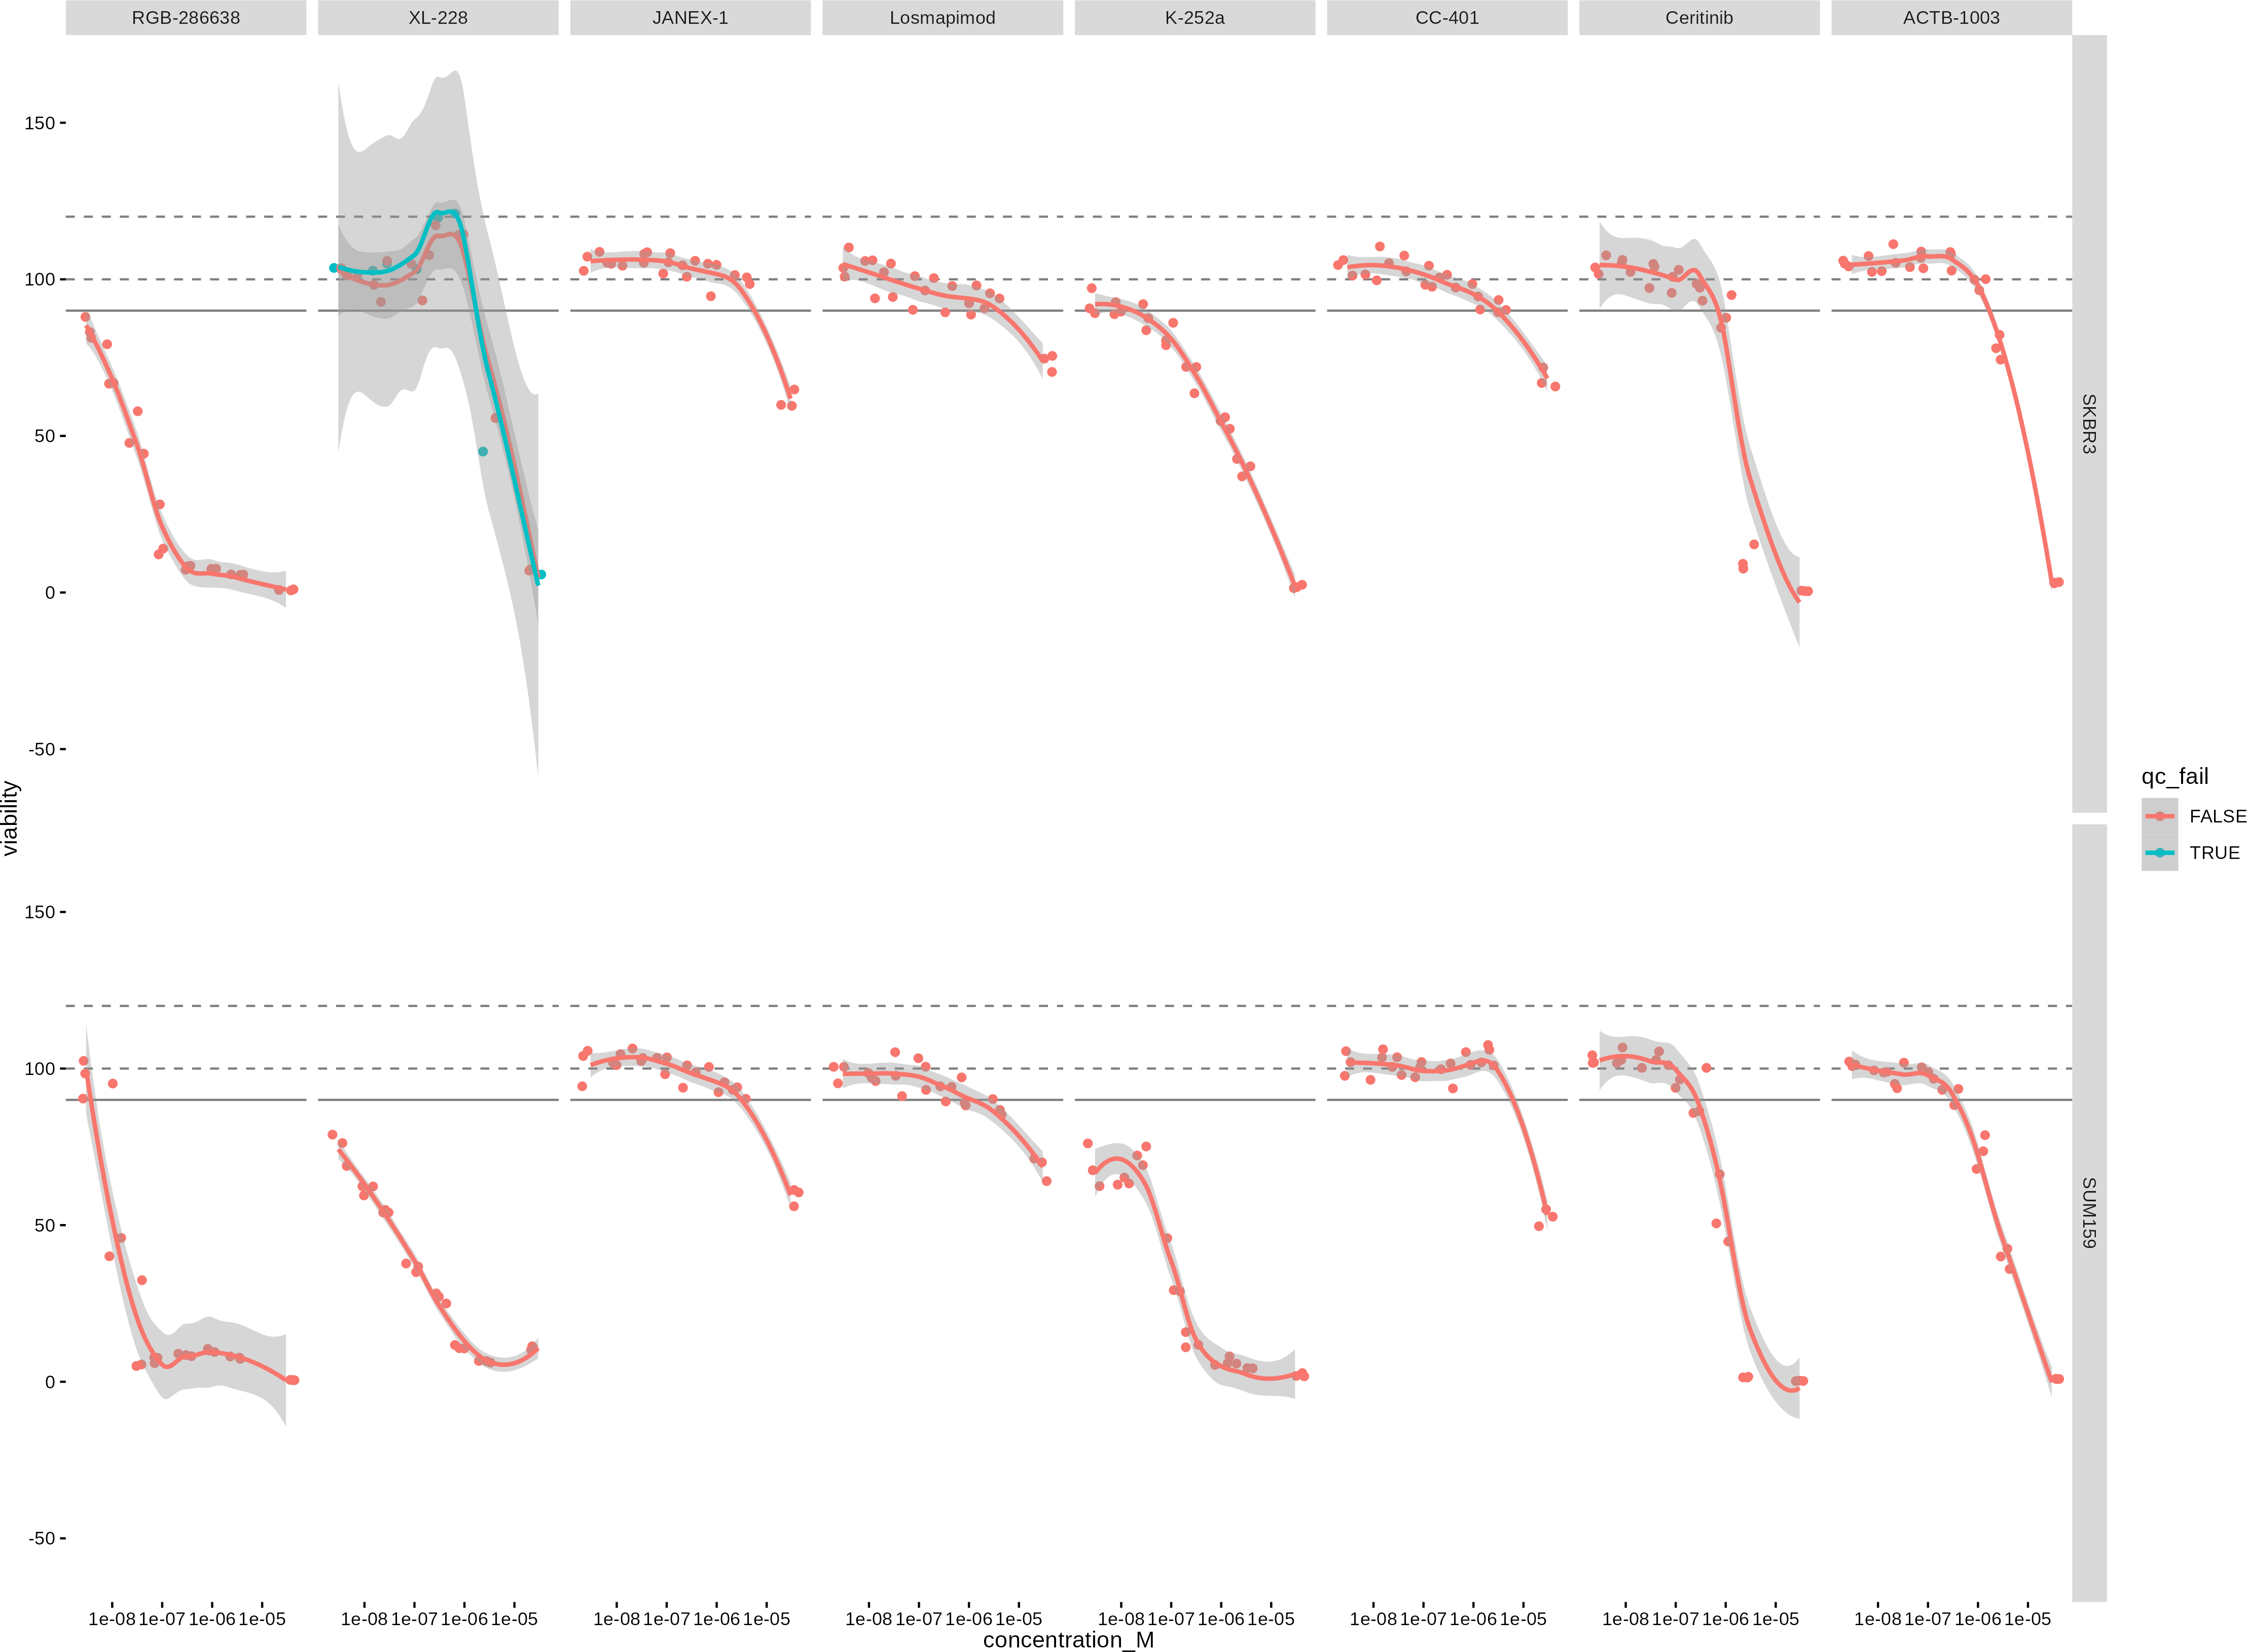 RGB-286638 XL-228 JANEX-1 Losmapimod K-252a CC-401 Ceritinib ACTB-1003
150
100
50
0
-50
SKBR3
viability
qc_fail
FALSE
TRUE
150
100
50
0
-50
SUM159
1e-08 1e-07 1e-06 1e-05 1e-08 1e-07 1e-06 1e-05 1e-08 1e-07 1e-06 1e-05 1e-08 1e-07 1e-06 1e-05 1e-08 1e-07 1e-06 1e-05 1e-08 1e-07 1e-06 1e-05 1e-08 1e-07 1e-06 1e-05 1e-08 1e-07 1e-06 1e-05
concentration_M